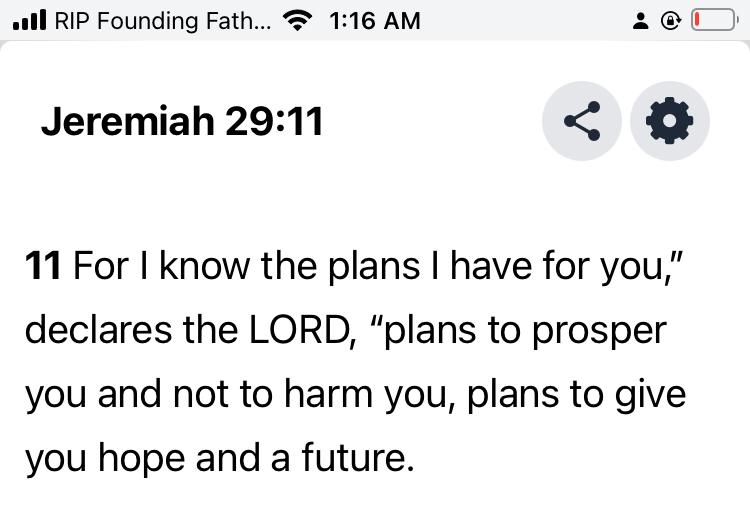 RIP Founding Fath... 1:16 AM
Jeremiah 29:11
11 For I know the plans I have for you,”
declares the LORD, “plans to prosper
you and not to harm you, plans to give
you hope and a future.